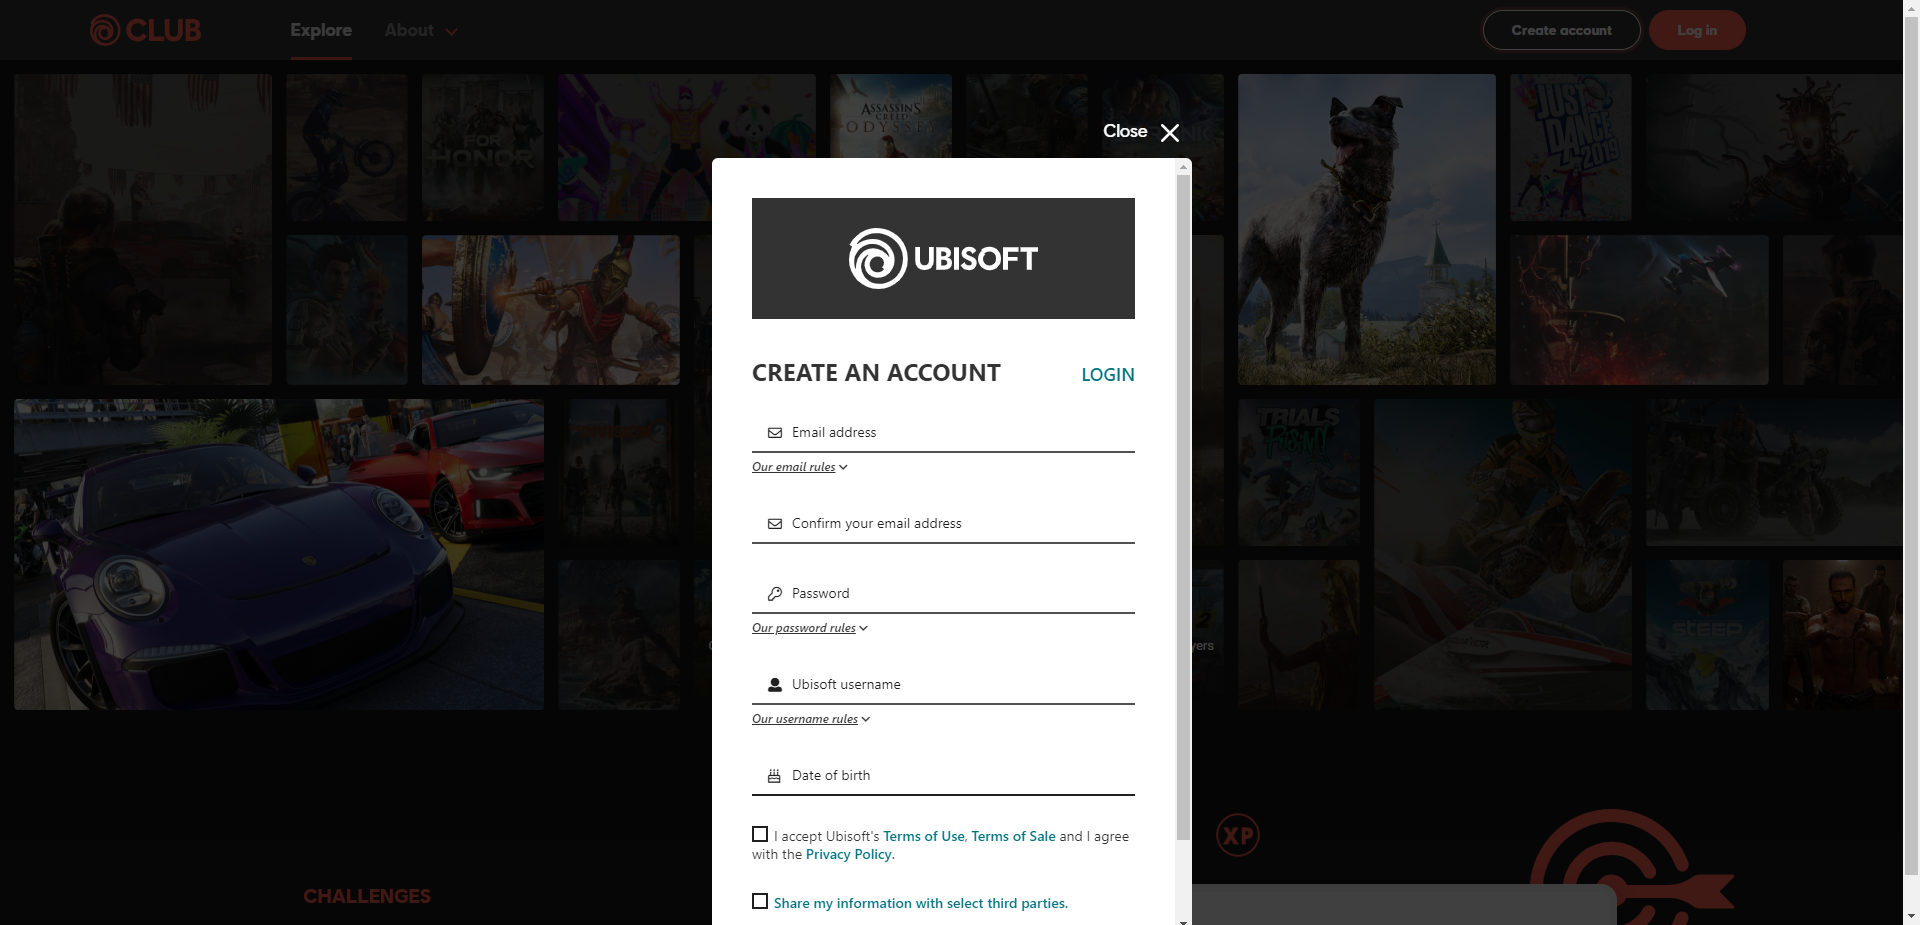 CLUB
Explore
About
Create account
Log in
ASSASSIN'S
CREED
ODYSSEY
FOR
HONOR
JUST
DANCE
2019
Close
UBISOFT
CREATE AN ACCOUNT
LOGIN
Email address
Our email rules
Confirm your email address
Password
Our password rules
Ubisoft username
Our username rules
Date of birth
I accept Ubisoft's Terms of Use, Terms of Sale and I agree
with the Privacy Policy.
Share my information with select third parties.
TRIALS
RISING
STEEP
XP
CHALLENGES